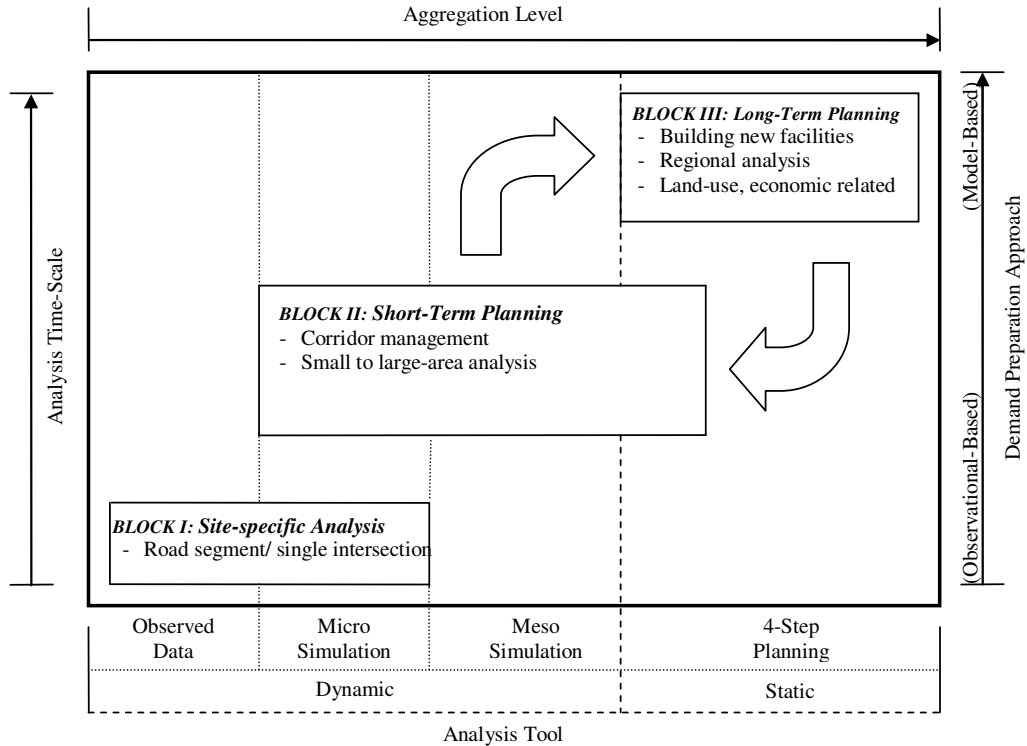 Aggregation Level
Analysis Time-Scale
BLOCK III: Long-Term Planning
- Building new facilities
- Regional analysis
- Land-use, economic related
BLOCK II: Short-Term Planning
- Corridor management
- Small to large-area analysis
BLOCK I: Site-specific Analysis
- Road segment/ single intersection
(Model-Based)
(Observational-Based)
Demand Preparation Approach
Observed
Data
Micro
Simulation
Meso
Simulation
4-Step
Planning
Dynamic
Static
Analysis Tool